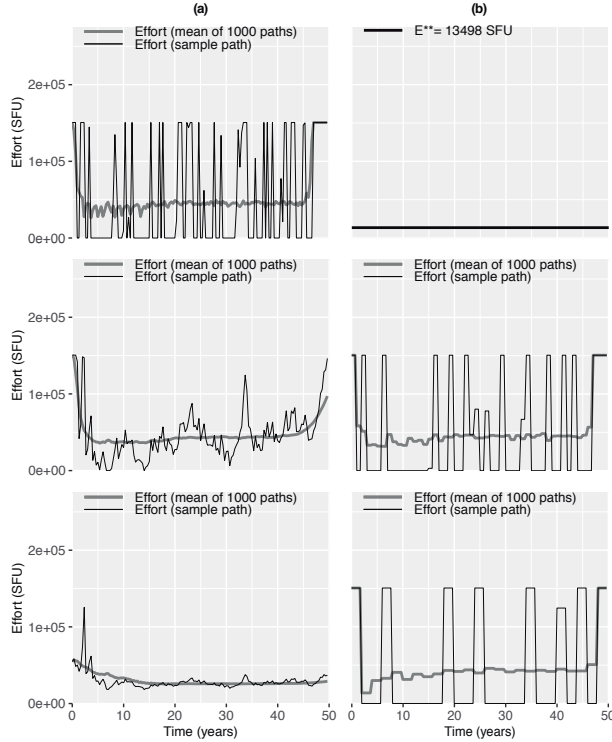 (a)
(b)
Effort (mean of 1000 paths)
Effort (sample path)
E**= 13498 SFU
Effort (SFU)
2e+05
1e+05
0e+00
Effort (mean of 1000 paths)
Effort (sample path)
Effort (mean of 1000 paths)
Effort (sample path)
Effort (SFU)
2e+05
1e+05
0e+00
Effort (mean of 1000 paths)
Effort (sample path)
Effort (mean of 1000 paths)
Effort (sample path)
Effort (SFU)
2e+05
1e+05
0e+00
0 10 20 30 40 50
0 10 20 30 40 50
Time (years)
Time (years)